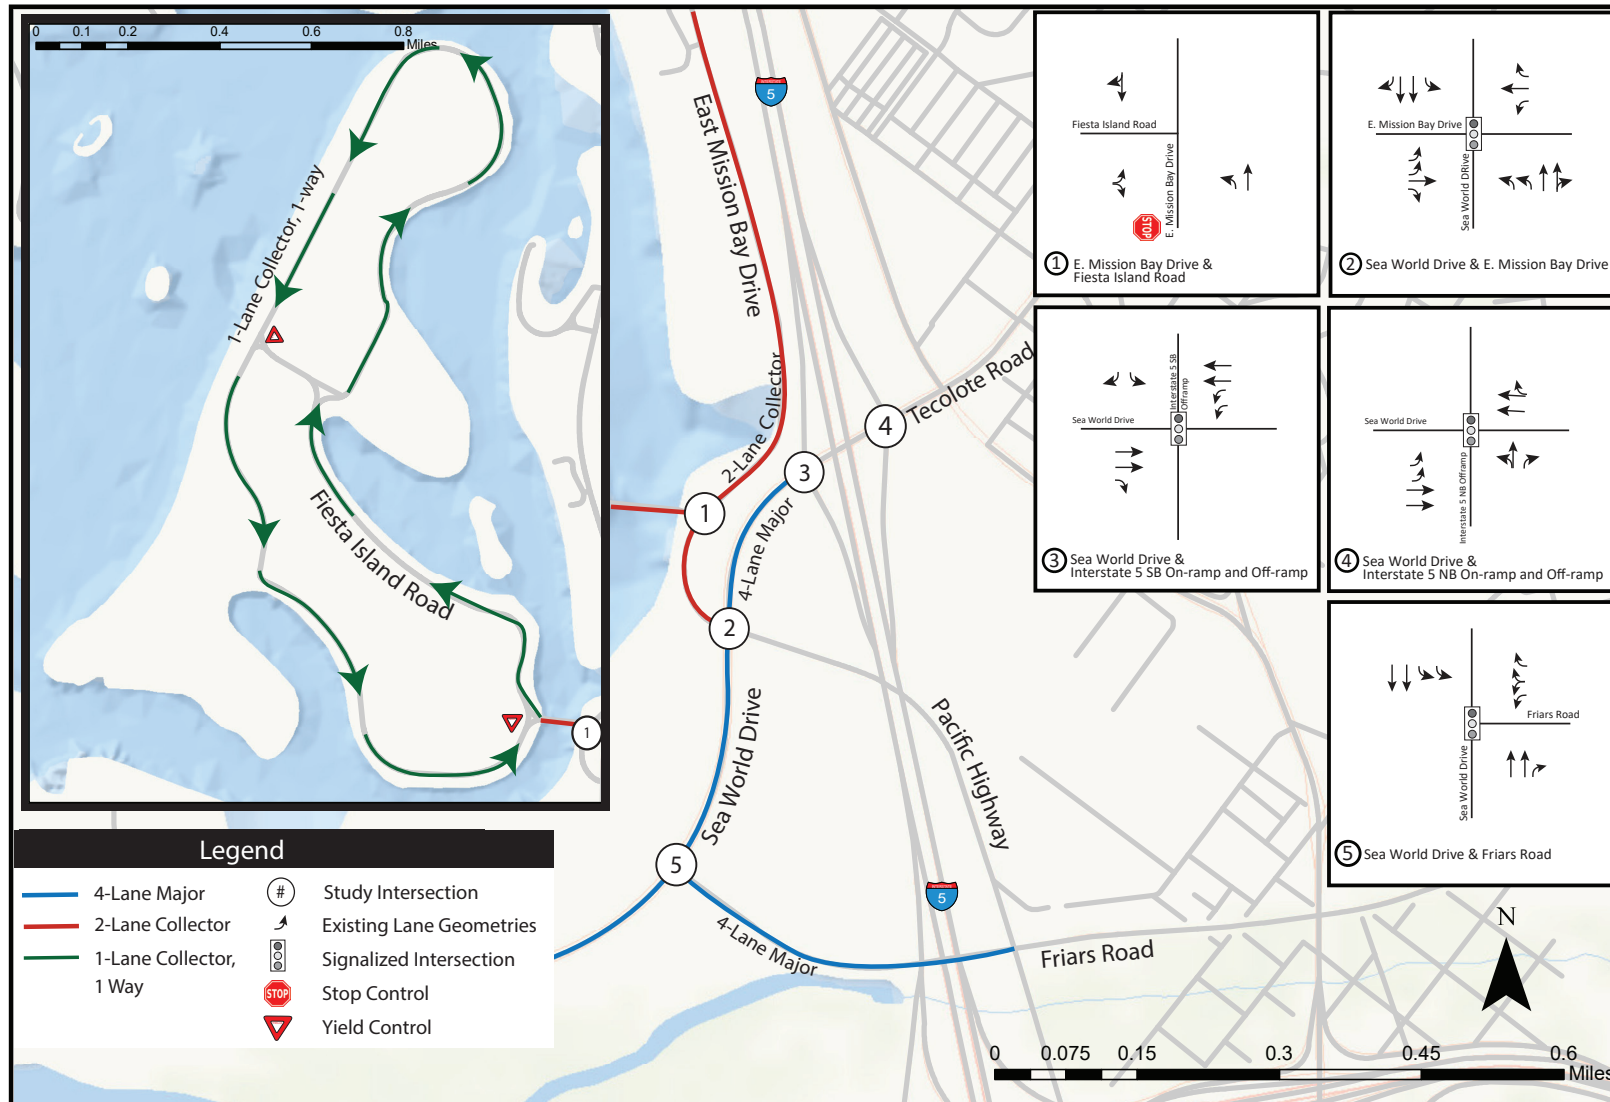 0 0.1 0.2 0.4 0.6 0.8
Miles
1-Lane Collector, 1-way
Fiesta Island Road
1
East Mission Bay Drive
INTERSTATE
5
2-Lane Collector
Tecolote Road
4
3
1
4-Lane Major
2
Sea World Drive
Pacific Highway
5
4-Lane Major
INTERSTATE
5
Friars Road
Fiesta Island Road
E. Mission Bay Drive
STOP
1 E. Mission Bay Drive &
Fiesta Island Road
E. Mission Bay Drive
Sea World DRive
2 Sea World Drive & E. Mission Bay Drive
Interstate 5 SB
Offramp
Sea World Drive
3 Sea World Drive &
Interstate 5 SB On-ramp and Off-ramp
Sea World Drive
Interstate 5 NB Offramp
4 Sea World Drive &
Interstate 5 NB On-ramp and Off-ramp
Friars Road
Sea World Drive
5 Sea World Drive & Friars Road
Legend
4-Lane Major
2-Lane Collector
1-Lane Collector,
1 Way
# Study Intersection
Existing Lane Geometries
Signalized Intersection
STOP Stop Control
Yield Control
N
0 0.075 0.15 0.3 0.45 0.6
Miles